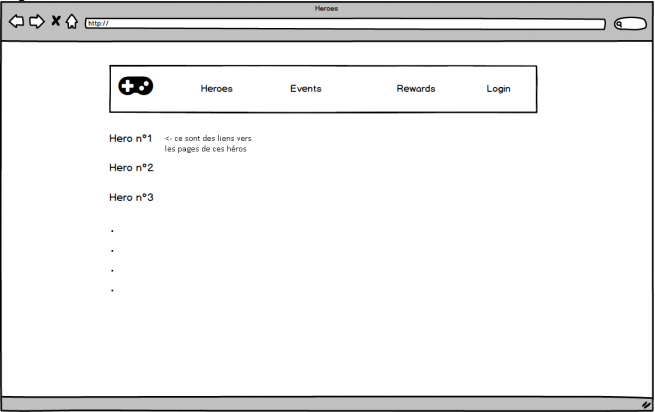 Heroes
http://
Heroes Events Rewards Login
Hero n°1 <- ce sont des liens vers
les pages de ces héros
Hero n°2
Hero n°3
.
.
.
.